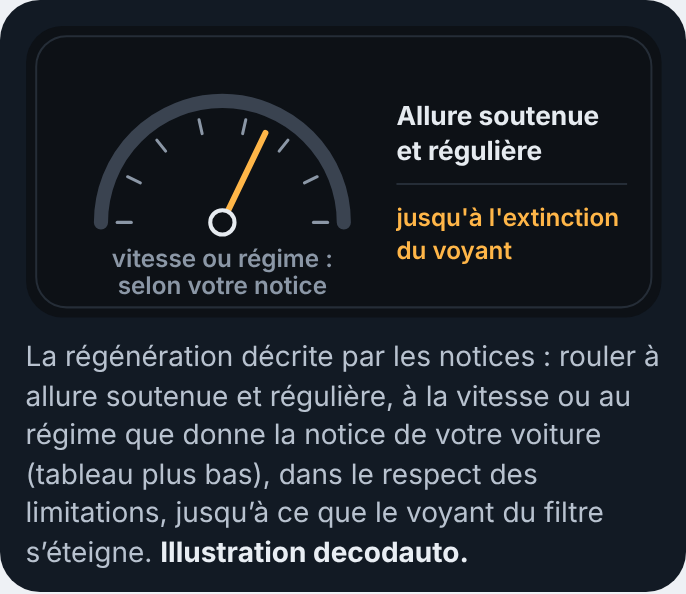 Allure soutenue
et régulière
jusqu'à l'extinction
du voyant
vitesse ou régime :
selon votre notice
La régénération décrite par les notices : rouler à
allure soutenue et régulière, à la vitesse ou au
régime que donne la notice de votre voiture
(tableau plus bas), dans le respect des
limitations, jusqu’à ce que le voyant du filtre
s’éteigne. Illustration decodauto.